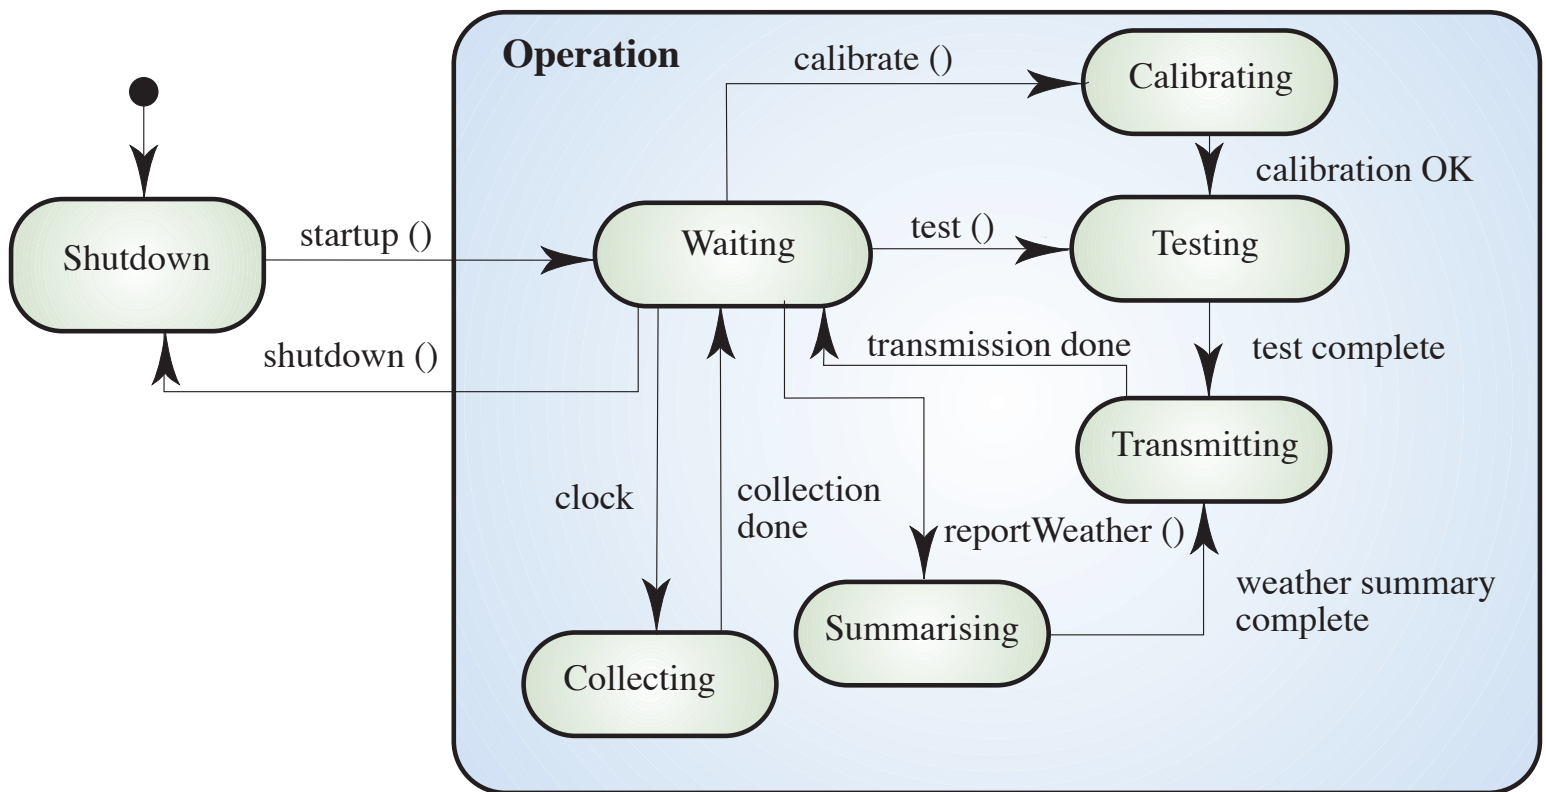 Operation
calibrate ()
Calibrating
calibration OK
Shutdown
startup ()
Waiting
test ()
Testing
shutdown ()
transmission done
test complete
Transmitting
clock
collection
done
reportWeather ()
weather summary
complete
Summarising
Collecting